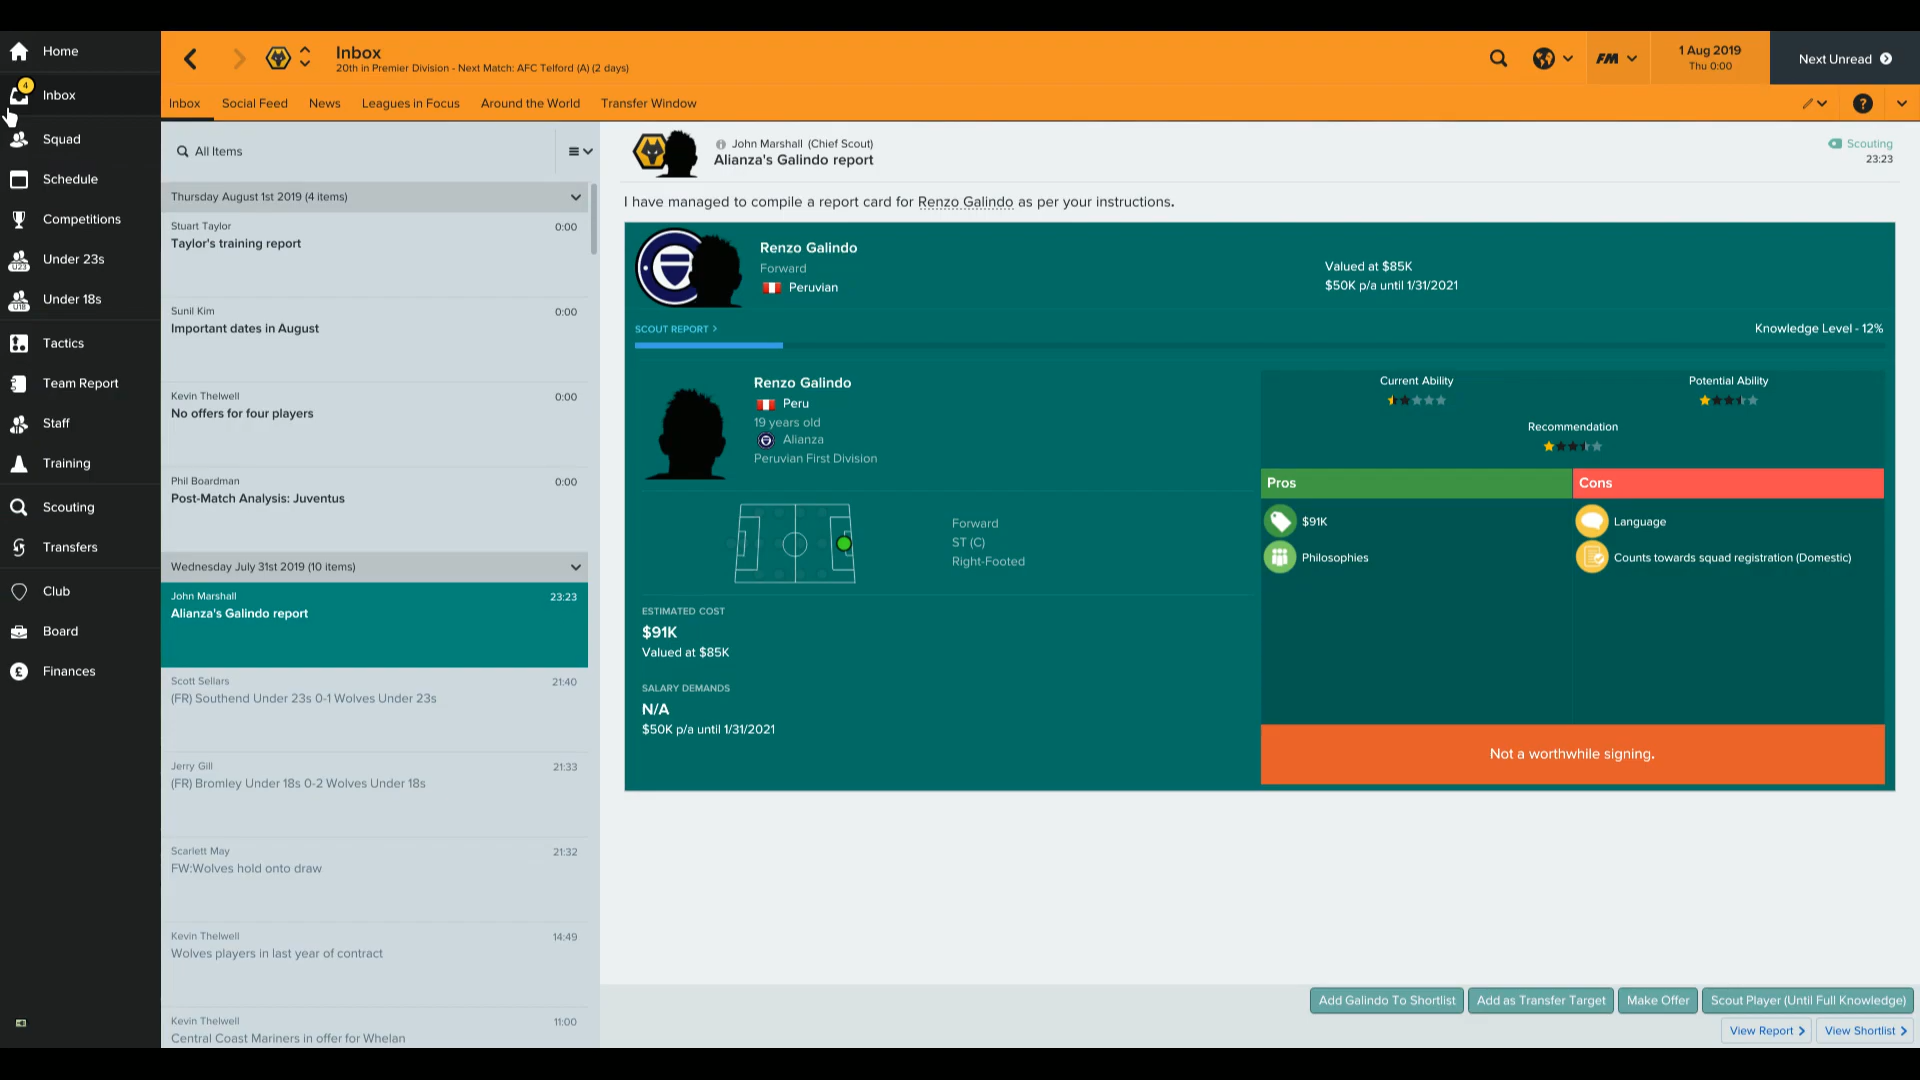 Home
4
Inbox
Squad
Schedule
Competitions
Under 23s
Under 18s
Tactics
Team Report
Staff
Training
Scouting
Transfers
Club
Board
Finances
Inbox
20th in Premier Division - Next Match: AFC Telford (A) (2 days)
FM
1 Aug 2019
Thu 0:00
Next Unread
Inbox Social Feed News Leagues in Focus Around the World Transfer Window
?
All Items
Thursday August 1st 2019 (4 items)
Stuart Taylor 0:00
Taylor's training report
Sunil Kim 0:00
Important dates in August
Kevin Thelwell 0:00
No offers for four players
Phil Boardman 0:00
Post-Match Analysis: Juventus
Wednesday July 31st 2019 (10 items)
John Marshall 23:23
Alianza's Galindo report
Scott Sellars 21:40
(FR) Southend Under 23s 0-1 Wolves Under 23s
Jerry Gill 21:33
(FR) Bromley Under 18s 0-2 Wolves Under 18s
Scarlett May 21:32
FW:Wolves hold onto draw
Kevin Thelwell 14:49
Wolves players in last year of contract
Kevin Thelwell 11:00
Central Coast Mariners in offer for Whelan
John Marshall (Chief Scout)
Alianza's Galindo report
Scouting
23:23
I have managed to compile a report card for Renzo Galindo as per your instructions.
Renzo Galindo
Forward
Peruvian
Valued at $85K
$50K p/a until 1/31/2021
SCOUT REPORT >
Knowledge Level - 12%
Renzo Galindo
Peru
19 years old
Alianza
Peruvian First Division
Forward
ST (C)
Right-Footed
ESTIMATED COST
$91K
Valued at $85K
SALARY DEMANDS
N/A
$50K p/a until 1/31/2021
Current Ability
Potential Ability
Recommendation
Pros
$91K
Philosophies
Cons
Language
Counts towards squad registration (Domestic)
Not a worthwhile signing.
Add Galindo To Shortlist Add as Transfer Target Make Offer Scout Player (Until Full Knowledge)
View Report > View Shortlist >